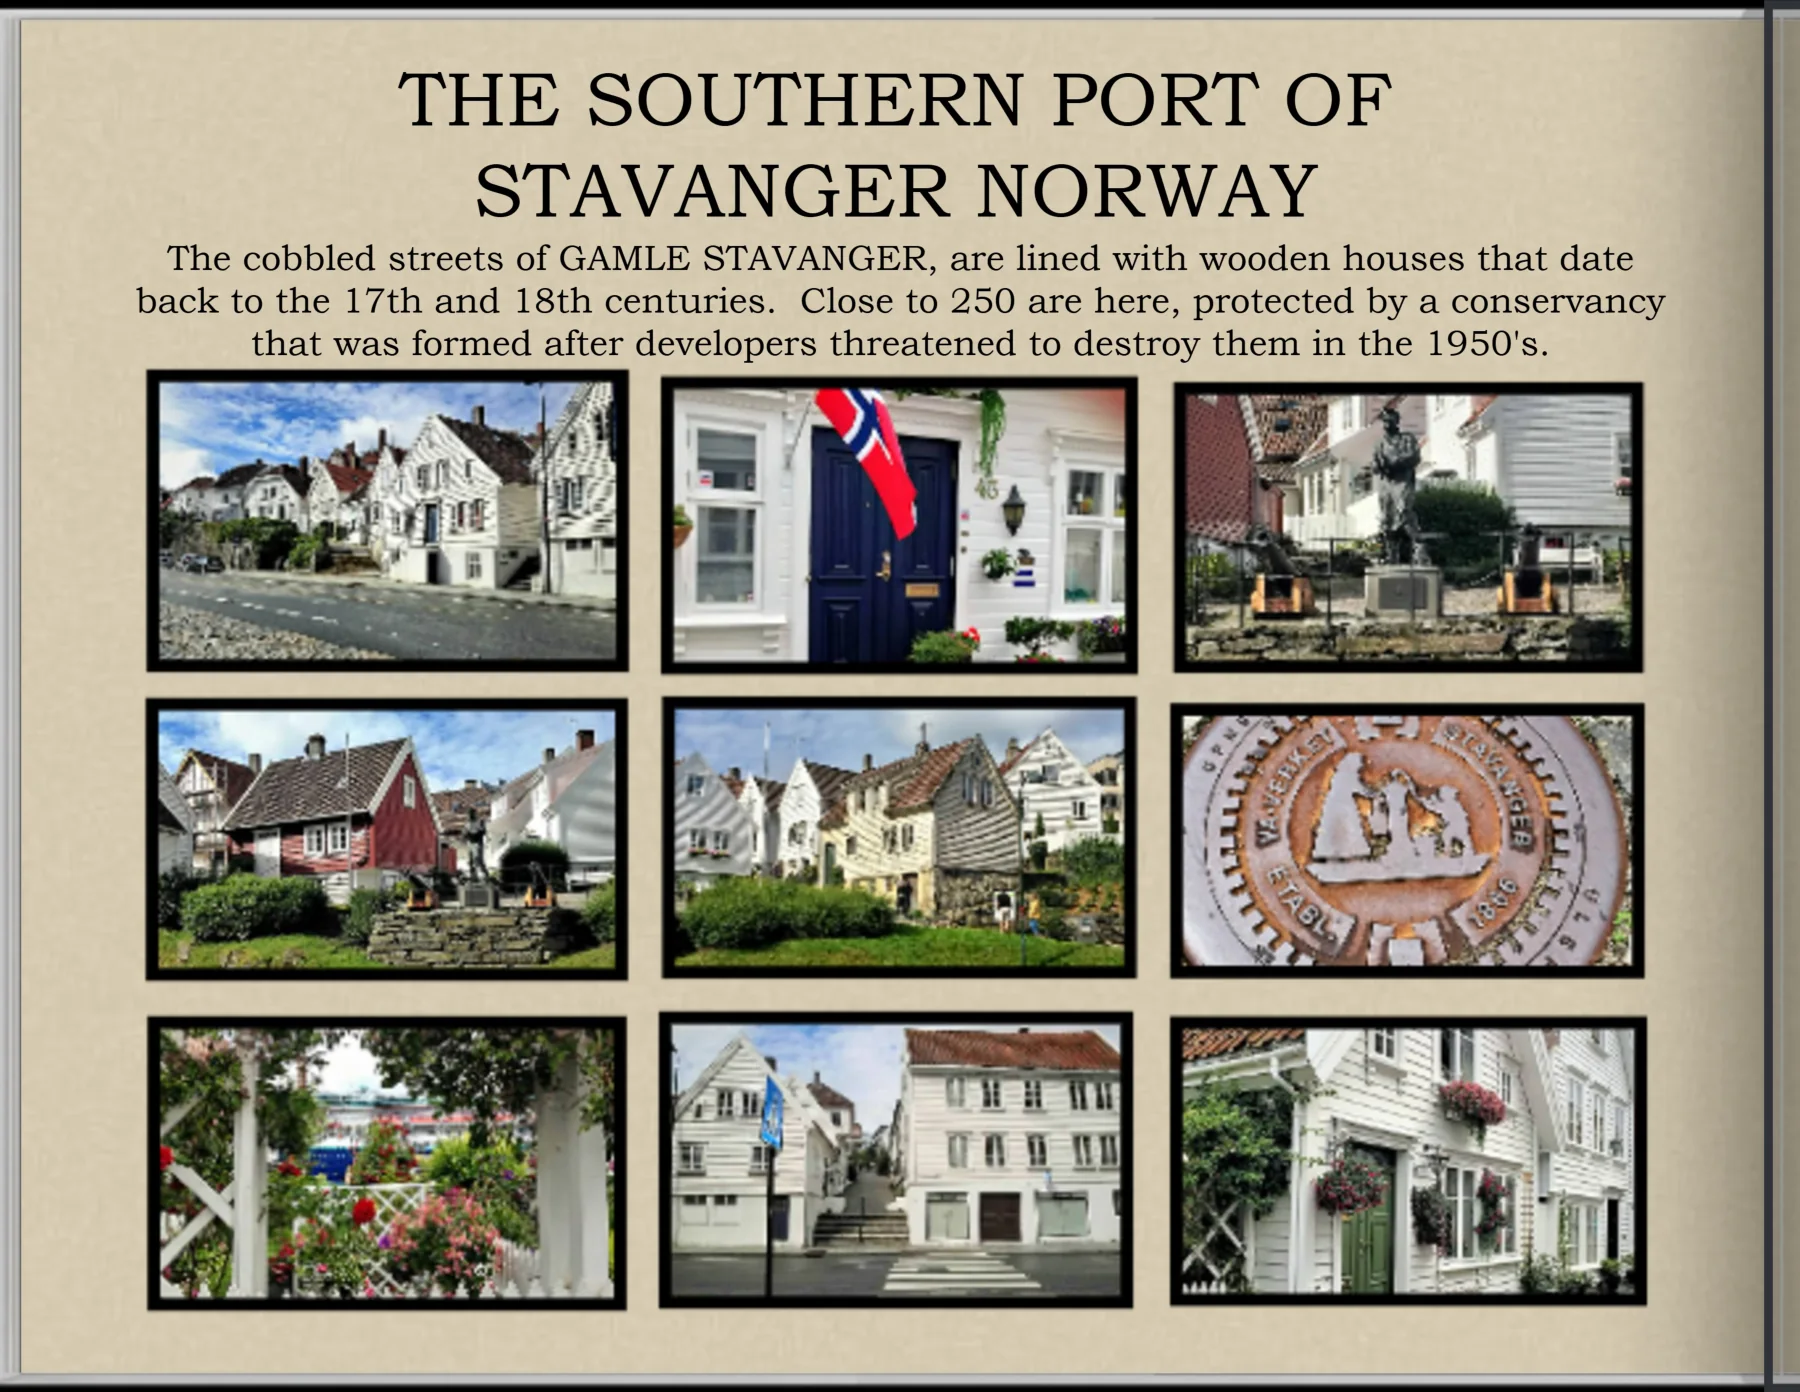 THE SOUTHERN PORT OF
STAVANGER NORWAY
The cobbled streets of GAMLE STAVANGER, are lined with wooden houses that date
back to the 17th and 18th centuries.  Close to 250 are here, protected by a conservancy
that was formed after developers threatened to destroy them in the 1950's.
43
STAVANGER
ETABL.
1866